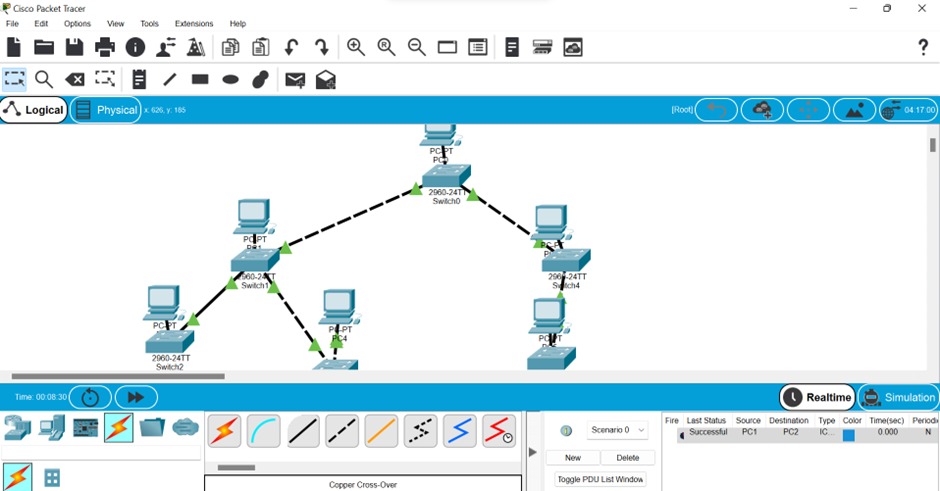 Cisco Packet Tracer
File Edit Options View Tools Extensions Help
Logical
Physical
x: 626, y: 185
[Root]
04:17:00
PC-PT
PC0
2960-24TT
Switch0
PC-PT
PC1
2960-24TT
Switch1
2960-24TT
Switch4
PC-PT
PC-PT
PC4
PC-PT
2960-24TT
Switch2
Time: 00:08:30
Realtime
Simulation
Scenario 0
New
Delete
Toggle PDU List Window
Fire Last Status Source Destination Type Color Time(sec) Periodi
Successful PC1 PC2 IC... 0.000 N
Copper Cross-Over